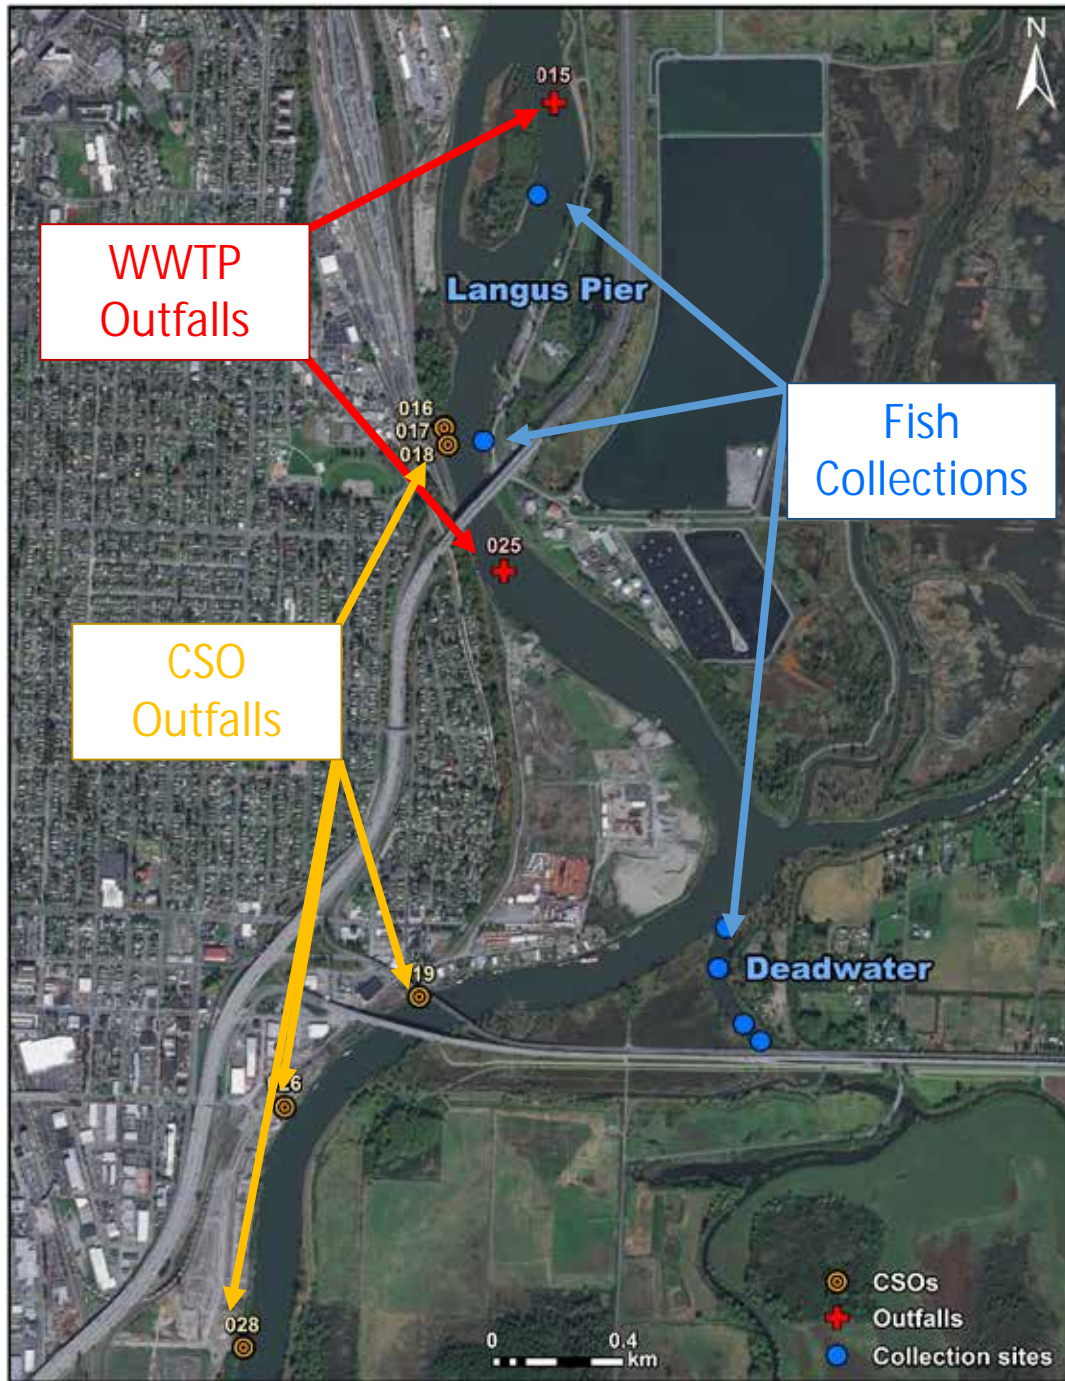 N
015
WWTP
Outfalls
Langus Pier
016
017
018
Fish
Collections
025
CSO
Outfalls
Deadwater
19
26
028
CSOs
Outfalls
Collection sites
0
0.4
km